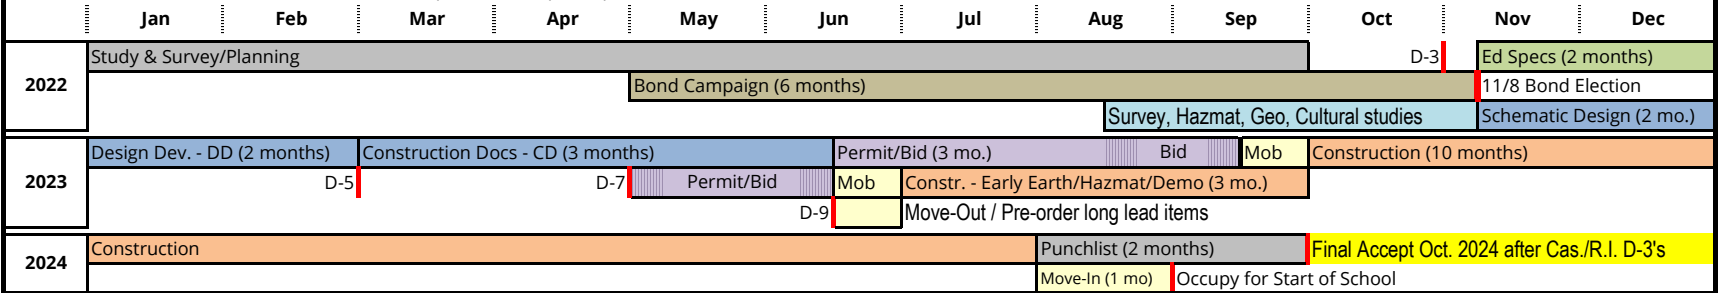 Jan Feb Mar Apr May Jun Jul Aug Sep Oct Nov Dec
Study & Survey/Planning D-3 Ed Specs (2 months)
2022 Bond Campaign (6 months) 11/8 Bond Election
Survey, Hazmat, Geo, Cultural studies Schematic Design (2 mo.)
Design Dev. - DD (2 months) Construction Docs - CD (3 months) Permit/Bid (3 mo.) Bid Mob Construction (10 months)
2023 D-5 D-7 Permit/Bid Mob Constr. - Early Earth/Hazmat/Demo (3 mo.)
D-9 Move-Out / Pre-order long lead items
Construction Punchlist (2 months) Final Accept Oct. 2024 after Cas./R.I. D-3's
2024 Move-In (1 mo) Occupy for Start of School